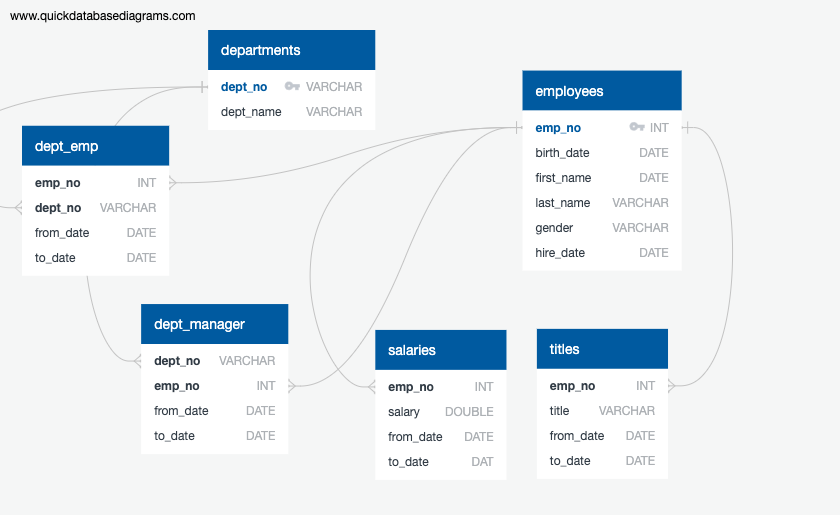 www.quickdatabasediagrams.com
departments
dept_no VARCHAR
dept_name VARCHAR
employees
emp_no INT
birth_date DATE
first_name DATE
last_name VARCHAR
gender VARCHAR
hire_date DATE
dept_emp
emp_no INT
dept_no VARCHAR
from_date DATE
to_date DATE
dept_manager
dept_no VARCHAR
emp_no INT
from_date DATE
to_date DATE
salaries
emp_no INT
salary DOUBLE
from_date DATE
to_date DAT
titles
emp_no INT
title VARCHAR
from_date DATE
to_date DATE